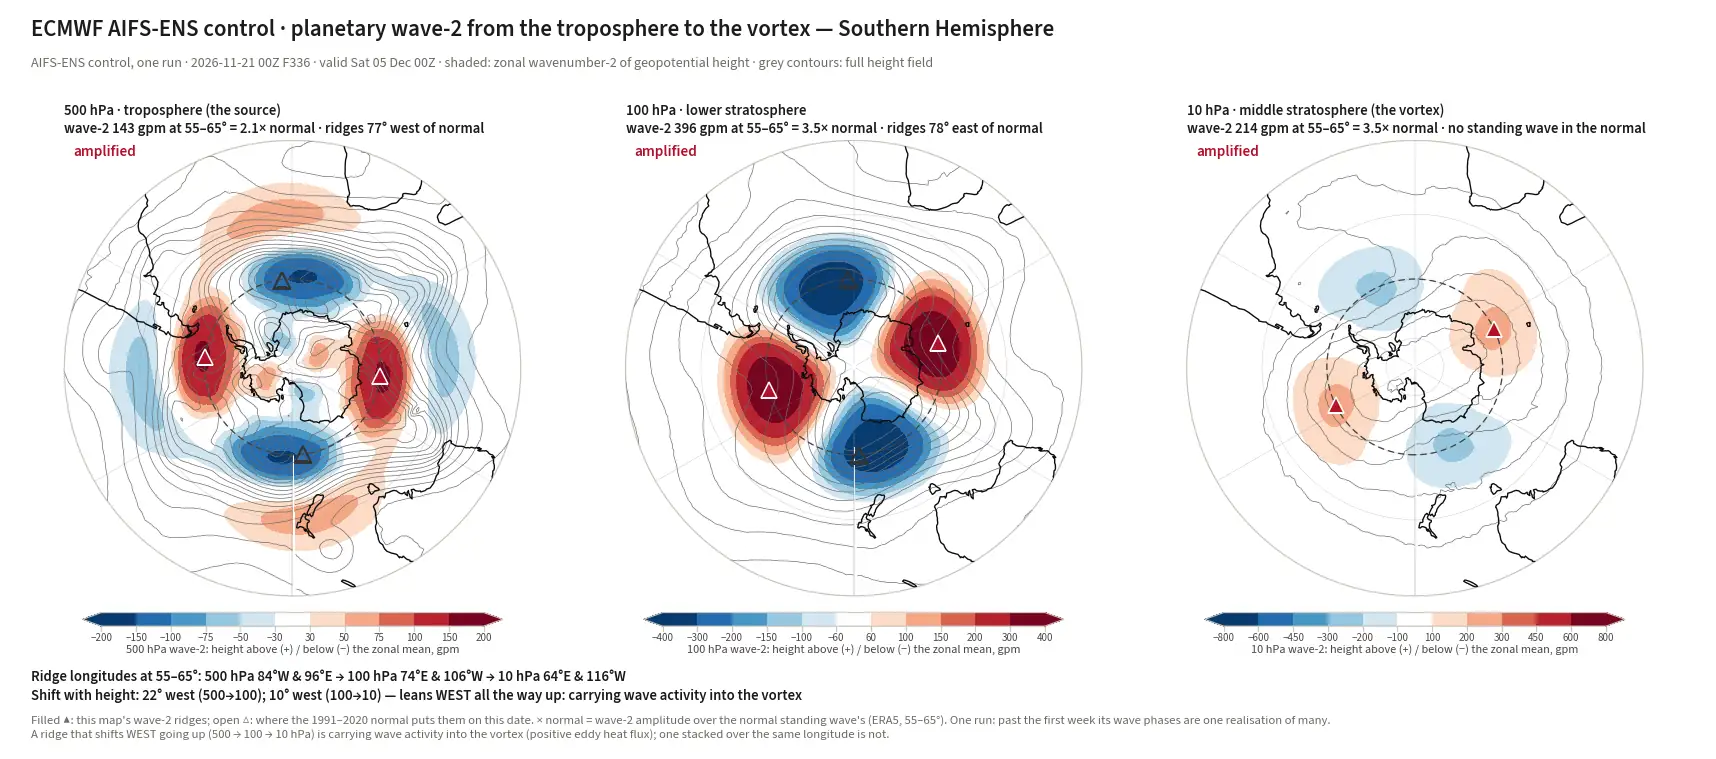 ECMWF AIFS-ENS control · planetary wave-2 from the troposphere to the vortex — Southern Hemisphere
AIFS-ENS control, one run · 2026-11-21 00Z F336 · valid Sat 05 Dec 00Z · shaded: zonal wavenumber-2 of geopotential height · grey contours: full height field
500 hPa · troposphere (the source)
wave-2 143 gpm at 55–65° = 2.1× normal · ridges 77° west of normal
amplified
100 hPa · lower stratosphere
wave-2 396 gpm at 55–65° = 3.5× normal · ridges 78° east of normal
amplified
10 hPa · middle stratosphere (the vortex)
wave-2 214 gpm at 55–65° = 3.5× normal · no standing wave in the normal
amplified
−200 −150 −100 −75 −50 −30 30 50 75 100 150 200
500 hPa wave-2: height above (+) / below (−) the zonal mean, gpm
−400 −300 −200 −150 −100 −60 60 100 150 200 300 400
100 hPa wave-2: height above (+) / below (−) the zonal mean, gpm
−800 −600 −450 −300 −200 −100 100 200 300 450 600 800
10 hPa wave-2: height above (+) / below (−) the zonal mean, gpm
Ridge longitudes at 55–65°: 500 hPa 84°W & 96°E → 100 hPa 74°E & 106°W → 10 hPa 64°E & 116°W
Shift with height: 22° west (500→100); 10° west (100→10) — leans WEST all the way up: carrying wave activity into the vortex
Filled ▲: this map's wave-2 ridges; open △: where the 1991–2020 normal puts them on this date. × normal = wave-2 amplitude over the normal standing wave's (ERA5, 55–65°). One run: past the first week its wave phases are one realisation of many.
A ridge that shifts WEST going up (500 → 100 → 10 hPa) is carrying wave activity into the vortex (positive eddy heat flux); one stacked over the same longitude is not.